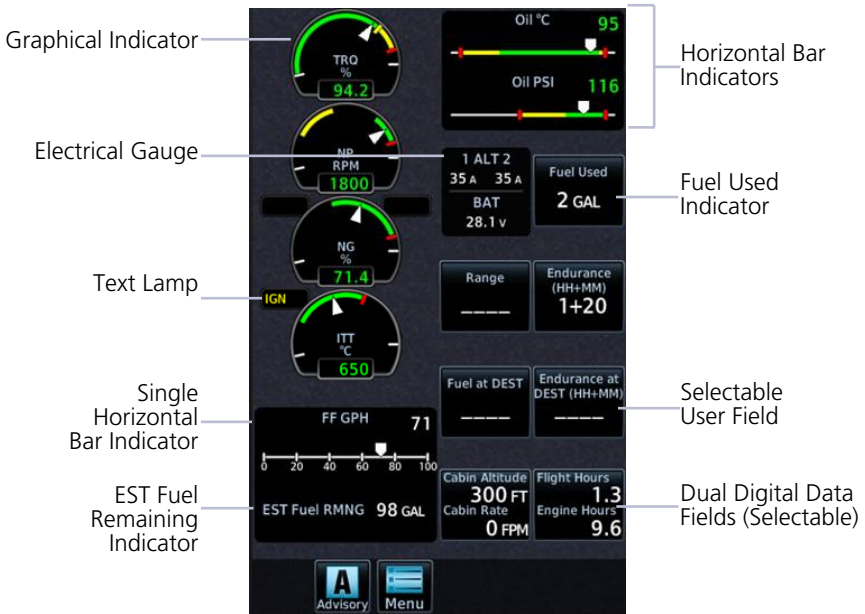 Graphical Indicator
Electrical Gauge
Text Lamp
Single
Horizontal
Bar Indicator
EST Fuel
Remaining
Indicator
TRQ
%
94.2
NP
RPM
1800
NG
%
71.4
IGN
ITT
°C
650
FF GPH 71
0 20 40 60 80 100
EST Fuel RMNG 98 GAL
Oil °C 95
Oil PSI 116
1 ALT 2
35 A 35 A
BAT
28.1 V
Fuel Used
2 GAL
Range
____
Endurance
(HH+MM)
1+20
Fuel at DEST
____
Endurance at
DEST (HH+MM)
____
Cabin Altitude
300 FT
Cabin Rate
0 FPM
Flight Hours
1.3
Engine Hours
9.6
A
Advisory
Menu
Horizontal Bar
Indicators
Fuel Used
Indicator
Selectable
User Field
Dual Digital Data
Fields (Selectable)